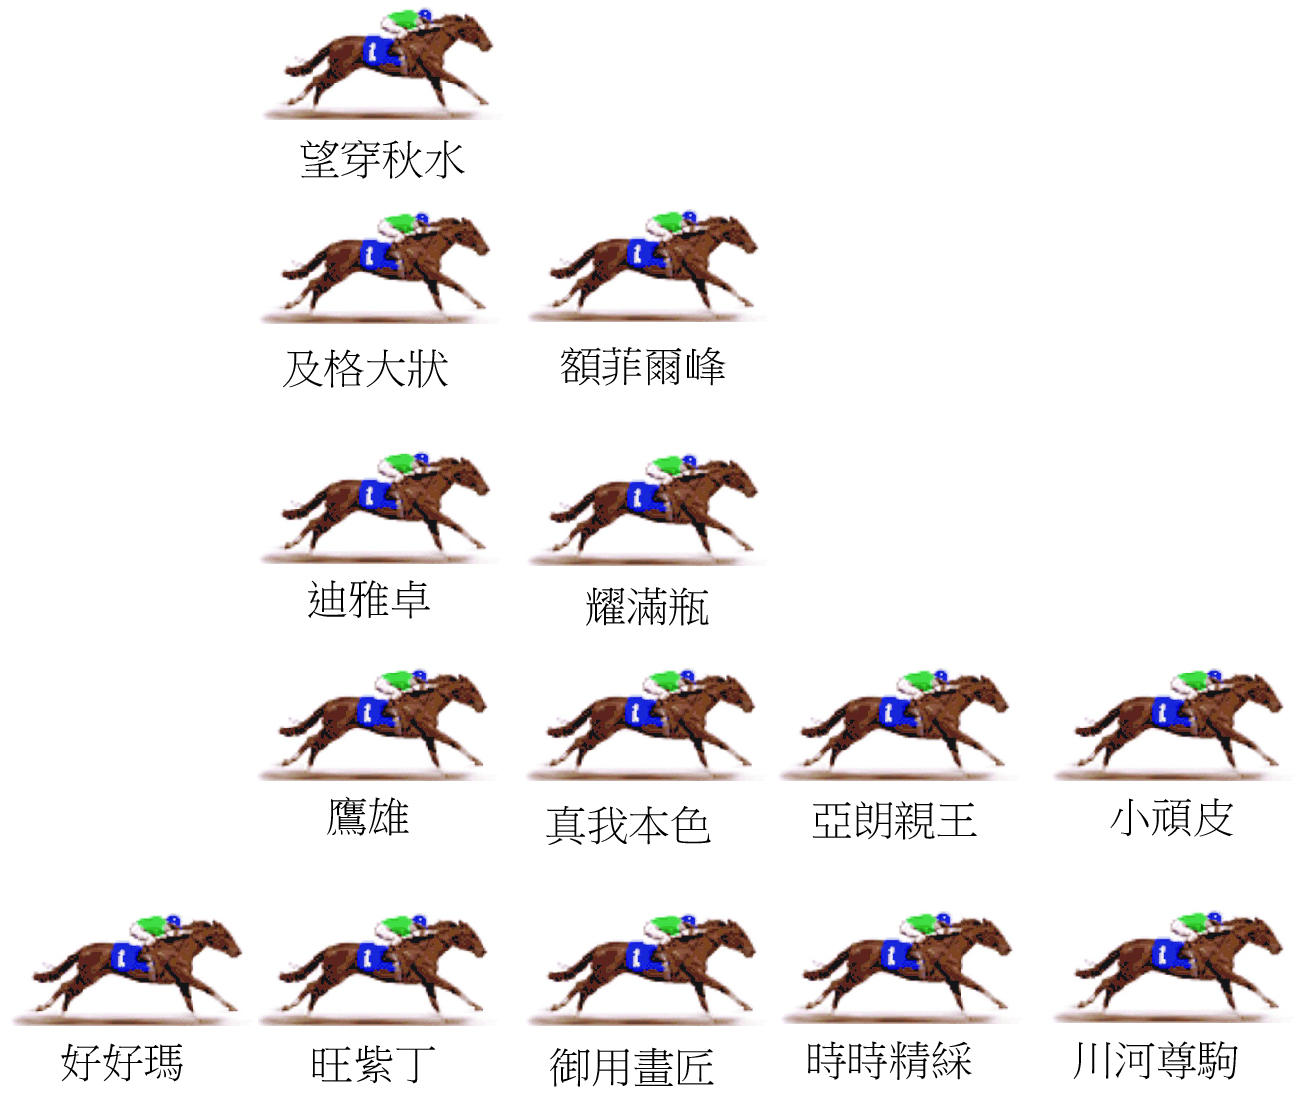 望穿秋水
及格大狀 額菲爾峰
迪雅卓 耀滿瓶
鷹雄 真我本色 亞朗親王 小頑皮
好好瑪 旺紫丁 御用畫匠 時時精綵 川河尊駒